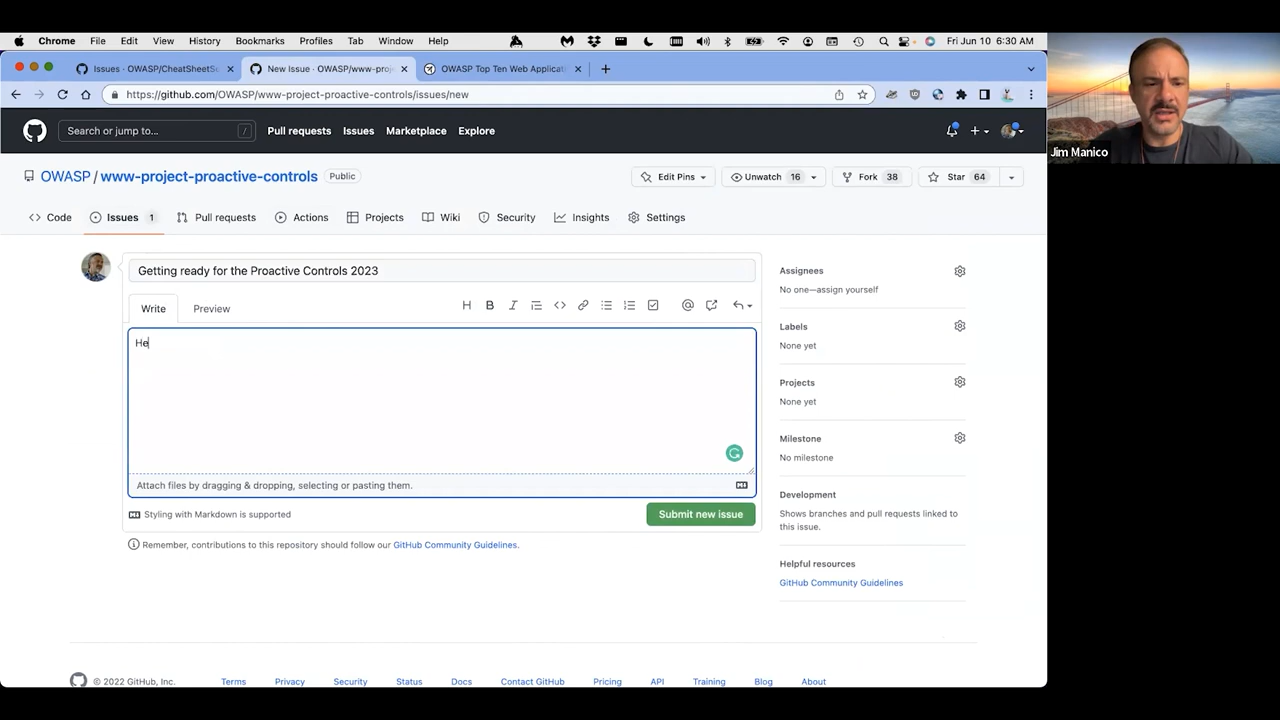 Chrome File Edit View History Bookmarks Profiles Tab Window Help Fri Jun 10 6:30 AM
Issues · OWASP/CheatSheetS
New Issue · OWASP/www-proj
OWASP Top Ten Web Applicat
https://github.com/OWASP/www-project-proactive-controls/issues/new
Search or jump to... /
Pull requests Issues Marketplace Explore
Jim Manico
OWASP / www-project-proactive-controls Public
Edit Pins Unwatch 16 Fork 38 Star 64
Code Issues 1 Pull requests Actions Projects Wiki Security Insights Settings
Getting ready for the Proactive Controls 2023
Write Preview
He
Attach files by dragging & dropping, selecting or pasting them.
Styling with Markdown is supported
Submit new issue
Remember, contributions to this repository should follow our GitHub Community Guidelines.
Assignees
No one—assign yourself
Labels
None yet
Projects
None yet
Milestone
No milestone
Development
Shows branches and pull requests linked to
this issue.
Helpful resources
GitHub Community Guidelines
© 2022 GitHub, Inc. Terms Privacy Security Status Docs Contact GitHub Pricing API Training Blog About